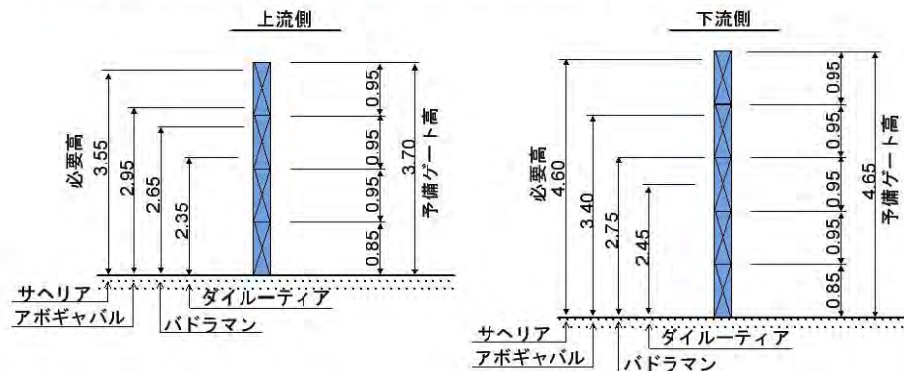 上流側
必要高
3.55
2.95
2.65
2.35
0.95
0.95
0.95
0.85
3.70
予備ゲート高
サヘリア
アボギャバル
バドラマン
ダイルーティア
下流側
必要高
4.60
3.40
2.75
2.45
0.95
0.95
0.95
0.95
0.85
4.65
予備ゲート高
サヘリア
アボギャバル
バドラマン
ダイルーティア